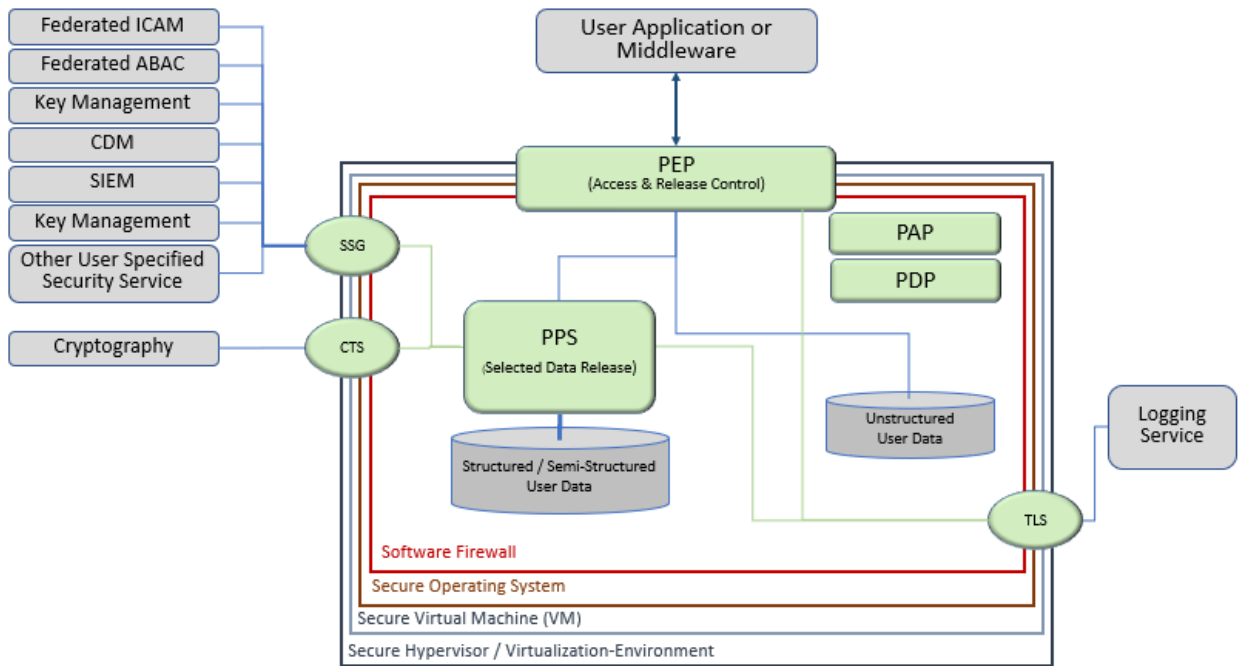 Federated ICAM
Federated ABAC
Key Management
CDM
SIEM
Key Management
Other User Specified
Security Service
Cryptography
User Application or
Middleware
PEP
(Access & Release Control)
PAP
PDP
SSG
CTS
PPS
(Selected Data Release)
Structured / Semi-Structured
User Data
Unstructured
User Data
Logging
Service
TLS
Software Firewall
Secure Operating System
Secure Virtual Machine (VM)
Secure Hypervisor / Virtualization-Environment